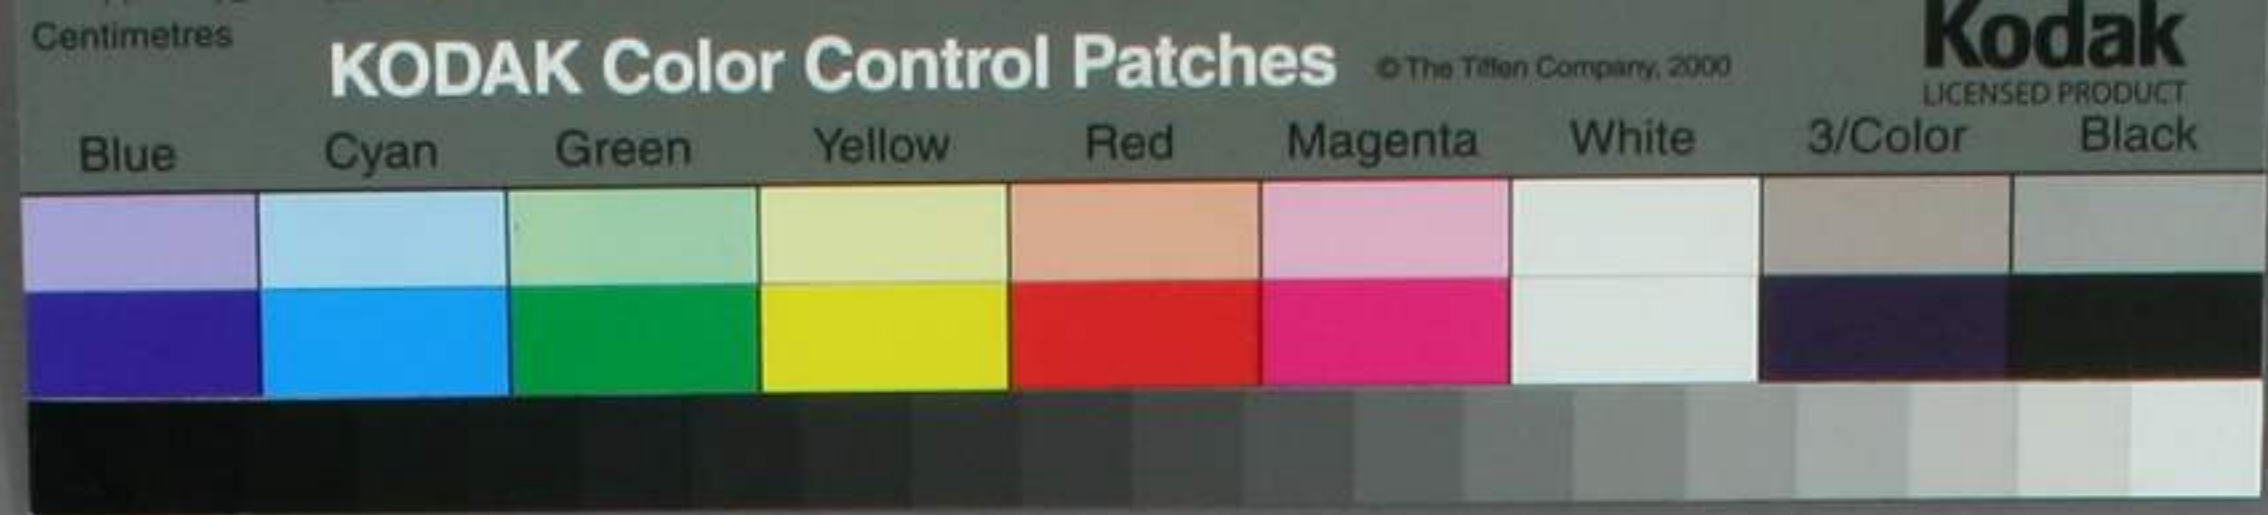 Centimetres
KODAK Color Control Patches © The Tiffen Company, 2000
Kodak
LICENSED PRODUCT
Blue Cyan Green Yellow Red Magenta White 3/Color Black